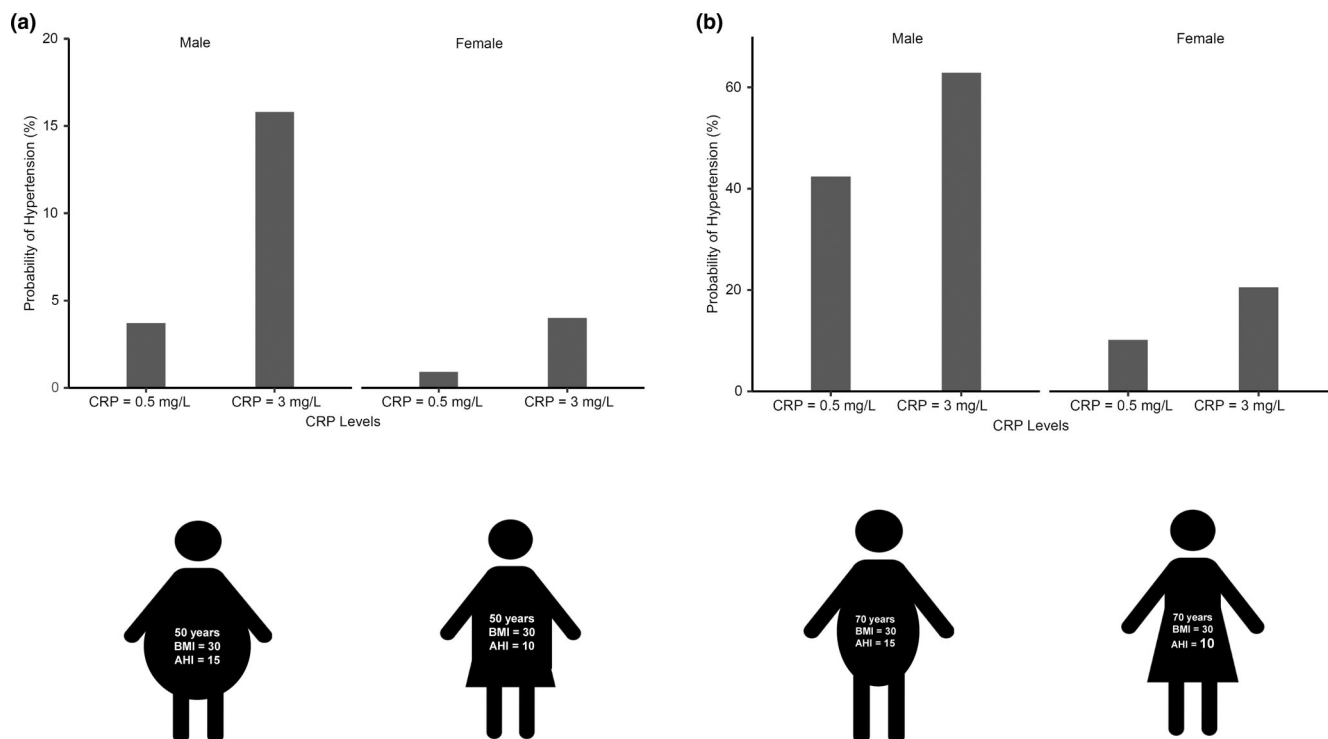 (a)
20
15
10
5
0
Probability of Hypertension (%)
Male
Female
CRP = 0.5 mg/L
CRP = 3 mg/L
CRP = 0.5 mg/L
CRP = 3 mg/L
CRP Levels
50 years
BMI = 30
AHI = 15
50 years
BMI = 30
AHI = 10
(b)
60
40
20
0
Probability of Hypertension (%)
Male
Female
CRP = 0.5 mg/L
CRP = 3 mg/L
CRP = 0.5 mg/L
CRP = 3 mg/L
CRP Levels
70 years
BMI = 30
AHI = 15
70 years
BMI = 30
AHI = 10